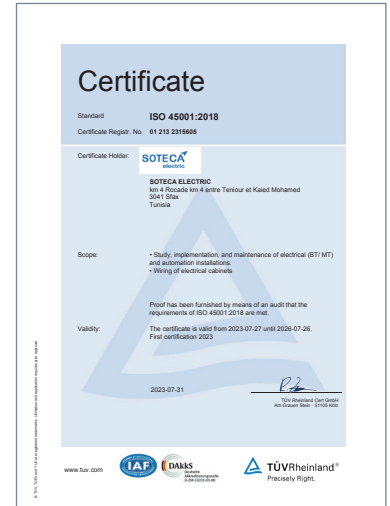 Certificate
Standard ISO 45001:2018
Certificate Registr. No. 01 213 2315605
Certificate Holder:
SOTECA
electric
SOTECA ELECTRIC
km 4 Rocade km 4 entre Teniour et Kaied Mohamed
3041 Sfax
Tunisia
Scope: • Study, implementation, and maintenance of electrical (BT/ MT)
and automation installations.
• Wiring of electrical cabinets
Proof has been furnished by means of an audit that the
requirements of ISO 45001:2018 are met.
Validity: The certificate is valid from 2023-07-27 until 2026-07-26.
First certification 2023
2023-07-31
TÜV Rheinland Cert GmbH
Am Grauen Stein · 51105 Köln
www.tuv.com
IAF
DAkkS
Deutsche
Akkreditierungsstelle
TÜVRheinland®
Precisely Right.